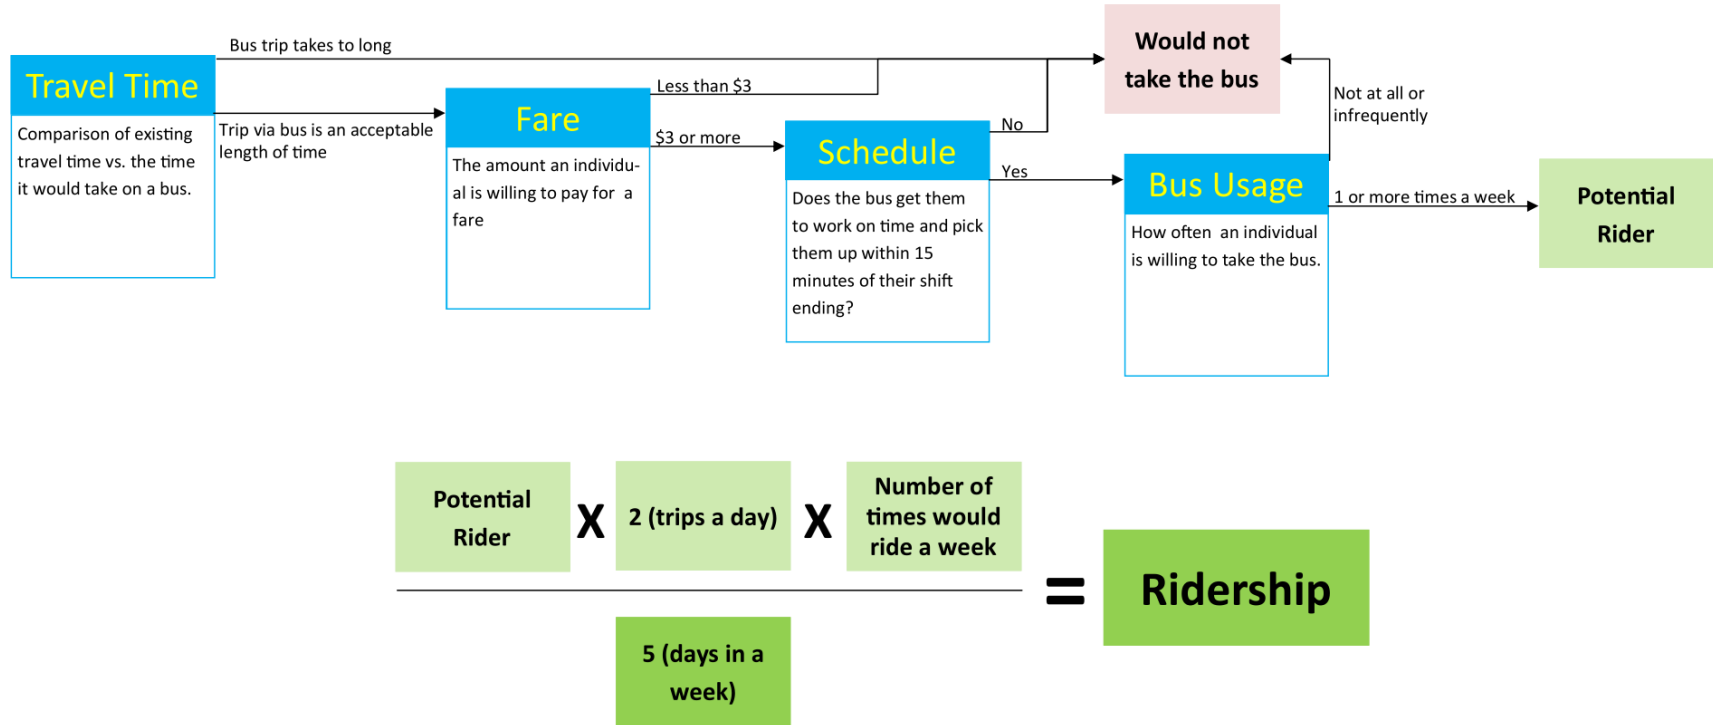 Bus trip takes to long
Travel Time
Comparison of existing
travel time vs. the time
it would take on a bus.
Trip via bus is an acceptable
length of time
Fare
The amount an individu-
al is willing to pay for a
fare
Less than $3
$3 or more
Schedule
Does the bus get them
to work on time and pick
them up within 15
minutes of their shift
ending?
No
Yes
Would not
take the bus
Bus Usage
How often an individual
is willing to take the bus.
Not at all or
infrequently
1 or more times a week
Potential
Rider
Potential
Rider
X
2 (trips a day)
X
Number of
times would
ride a week
5 (days in a
week)
=
Ridership